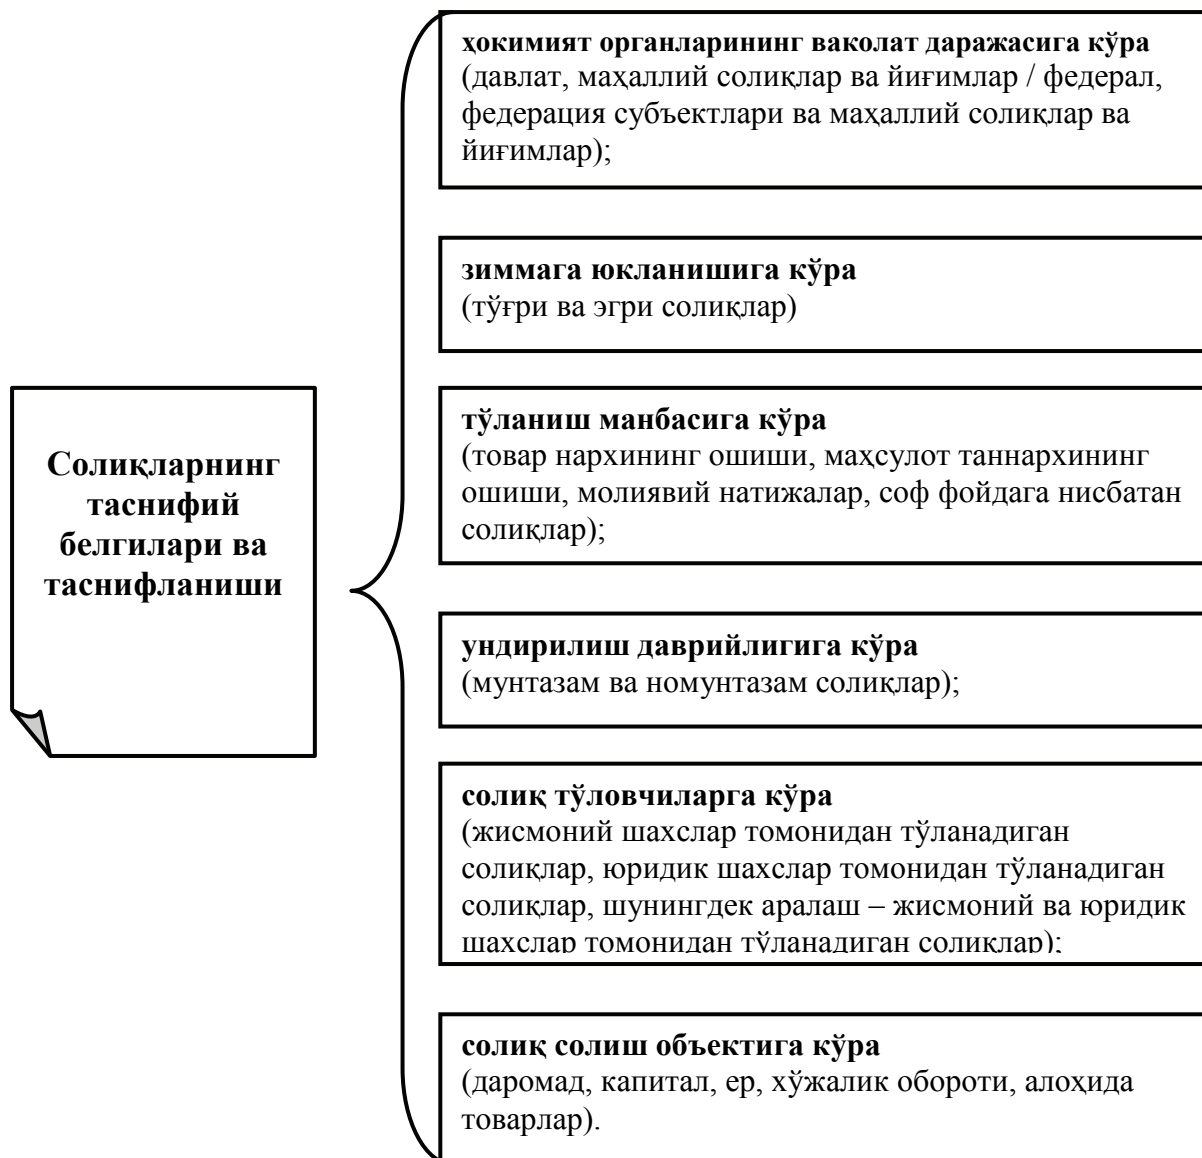 Солиқларнинг
таснифий
белгилари ва
таснифланиши
ҳокимият органларининг ваколат даражасига кўра
(давлат, маҳаллий солиқлар ва йиғимлар / федерал,
федерация субъектлари ва маҳаллий солиқлар ва
йиғимлар);
зиммага юкланишига кўра
(тўғри ва эгри солиқлар)
тўланиш манбасига кўра
(товар нархининг ошиши, маҳсулот таннархининг
ошиши, молиявий натижалар, соф фойдага нисбатан
солиқлар);
ундирилиш даврийлигига кўра
(мунтазам ва номунтазам солиқлар);
солиқ тўловчиларга кўра
(жисмоний шахслар томонидан тўланадиган
солиқлар, юридик шахслар томонидан тўланадиган
солиқлар, шунингдек аралаш – жисмоний ва юридик
шахслар томонидан тўланадиган солиқлар);
солиқ солиш объектига кўра
(даромад, капитал, ер, хўжалик обороти, алоҳида
товарлар).